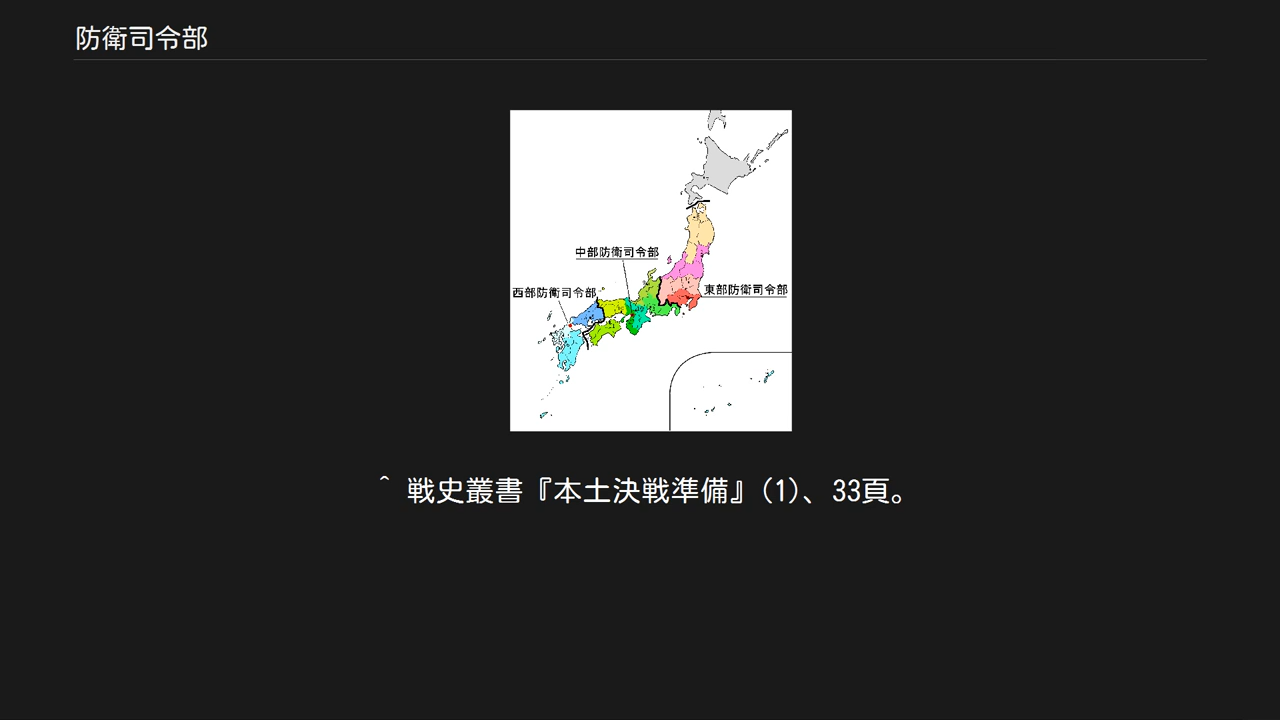 防衛司令部
中部防衛司令部
西部防衛司令部
東部防衛司令部
^ 戦史叢書『本土決戦準備』(1)、33頁。